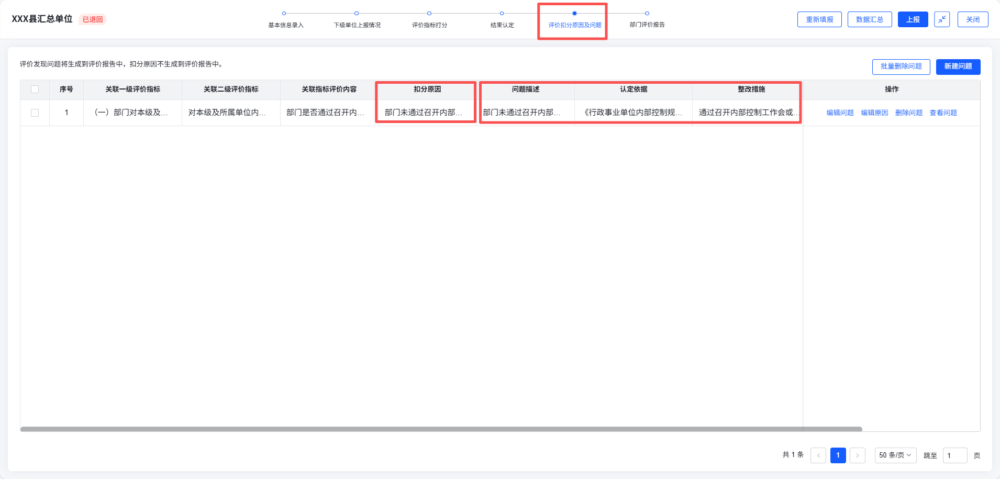 XXX县汇总单位 已退回
基本信息录入 下级单位上报情况 评价指标打分 结果认定 评价扣分原因及问题 部门评价报告
重新填报 数据汇总 上报 关闭
评价发现问题将生成到评价报告中，扣分原因不生成到评价报告中。
批量删除问题 新建问题
序号 关联一级评价指标 关联二级评价指标 关联指标评价内容 扣分原因 问题描述 认定依据 整改措施 操作
1 （一）部门对本级及... 对本级及所属单位内... 部门是否通过召开内... 部门未通过召开内部... 部门未通过召开内部... 《行政事业单位内部控制规... 通过召开内部控制工作会或... 编辑问题 编辑原因 删除问题 查看问题
共 1 条 1 50 条/页 跳至 1 页